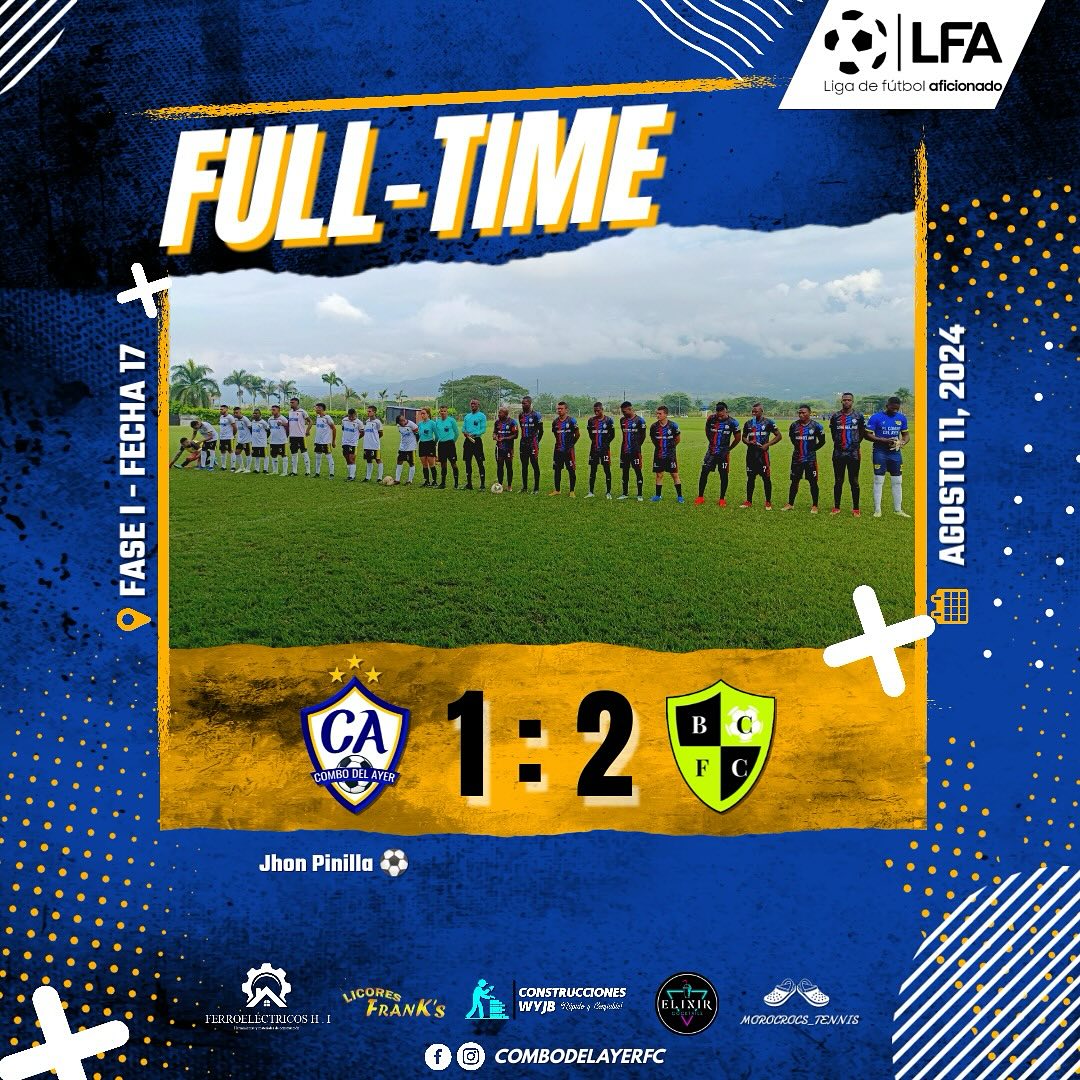 LFA
Liga de fútbol aficionado
FULL-TIME
FASE I - FECHA 17
AGOSTO 11, 2024
CA
COMBO DEL AYER
1 : 2
B C
F C
Jhon Pinilla
FERROELÉCTRICOS H.I
LICORES
FRANK'S
CONSTRUCCIONES
WYJB
ELIXIR
MOROCROCS_TENNIS
COMBODELAYERFC